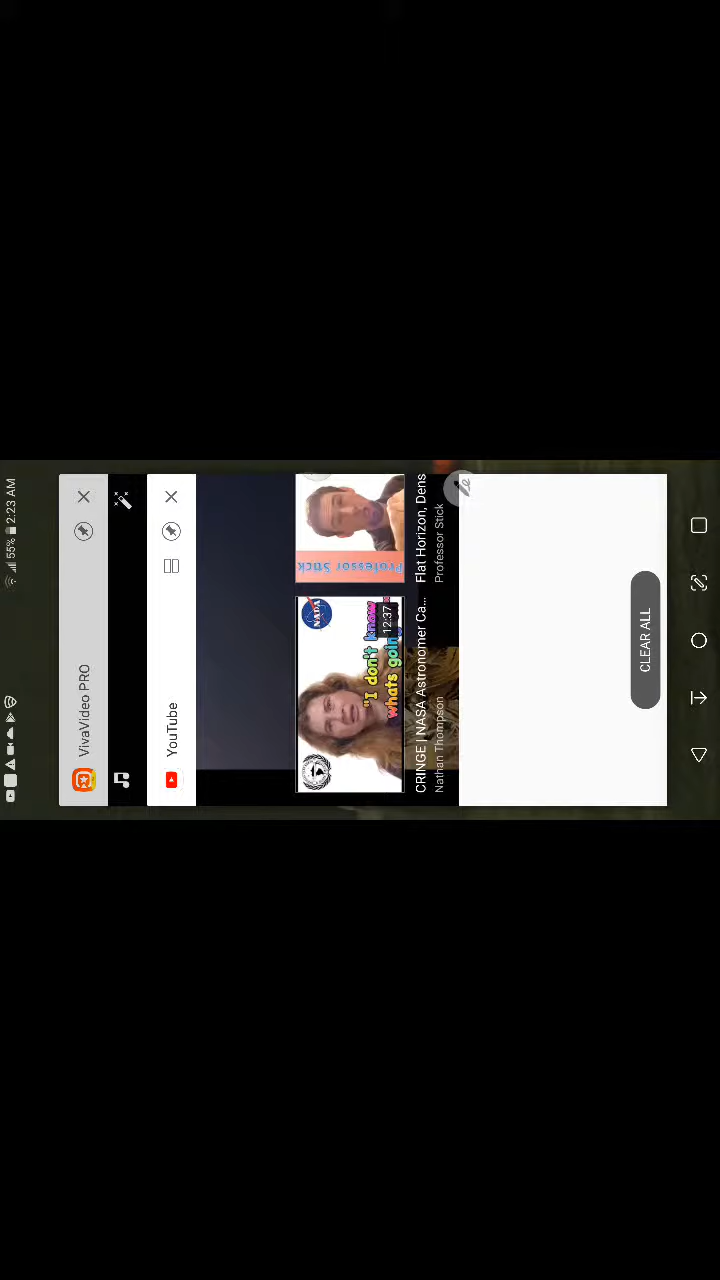 55% 2:23 AM
VivaVideo PRO
YouTube
NADA
"I don't know
whats goin
12:37
CRINGE | NASA Astronomer Ca...
Nathan Thompson
Professor Stick
Flat Horizon, Dens
Professor Stick
CLEAR ALL